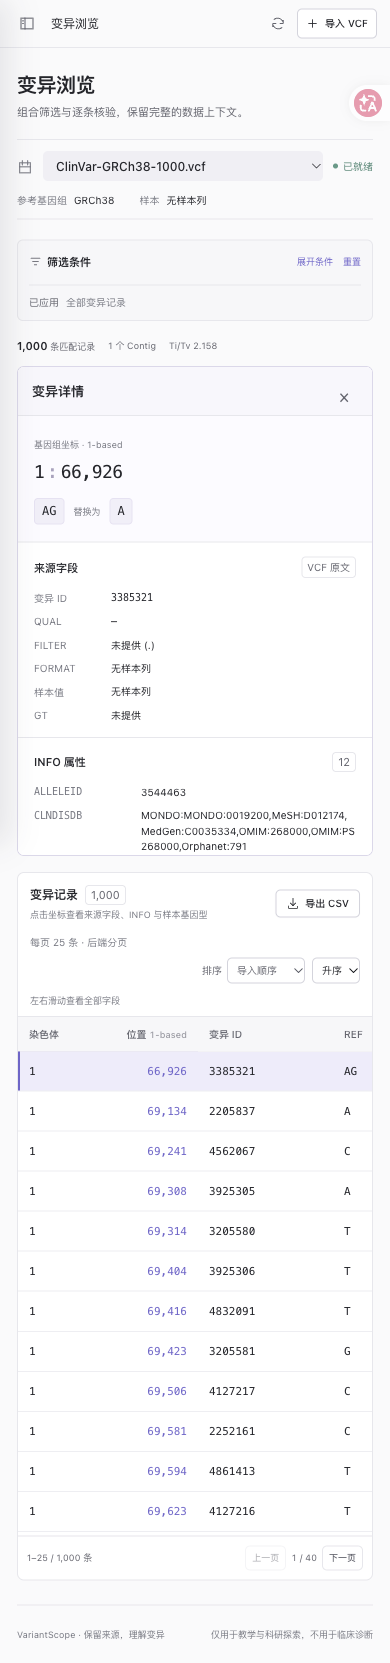 变异浏览
导入 VCF
变异浏览
组合筛选与逐条核验，保留完整的数据上下文。
ClinVar-GRCh38-1000.vcf
已就绪
参考基因组 GRCh38 样本 无样本列
筛选条件 展开条件 重置
已应用 全部变异记录
1,000 条匹配记录 1 个 Contig Ti/Tv 2.158
变异详情
基因组坐标 · 1-based
1:66,926
AG 替换为 A
来源字段 VCF 原文
变异 ID 3385321
QUAL —
FILTER 未提供 (.)
FORMAT 无样本列
样本值 无样本列
GT 未提供
INFO 属性 12
ALLELEID 3544463
CLNDISDB MONDO:MONDO:0019200,MeSH:D012174,
MedGen:C0035334,OMIM:268000,OMIM:PS
268000,Orphanet:791
变异记录 1,000
导出 CSV
点击坐标查看来源字段、INFO 与样本基因型
每页 25 条 · 后端分页
排序 导入顺序 升序
左右滑动查看全部字段
染色体 位置 1-based 变异 ID REF
1 66,926 3385321 AG
1 69,134 2205837 A
1 69,241 4562067 C
1 69,308 3925305 A
1 69,314 3205580 T
1 69,404 3925306 T
1 69,416 4832091 T
1 69,423 3205581 G
1 69,506 4127217 C
1 69,581 2252161 C
1 69,594 4861413 T
1 69,623 4127216 T
1–25 / 1,000 条 上一页 1 / 40 下一页
VariantScope · 保留来源，理解变异 仅用于教学与科研探索，不用于临床诊断